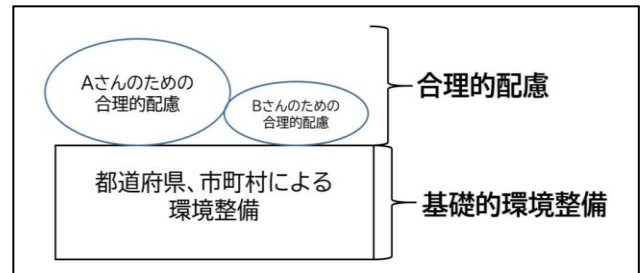 Aさんのための
合理的配慮
Bさんのための
合理的配慮
合理的配慮
都道府県、市町村による
環境整備
基礎的環境整備